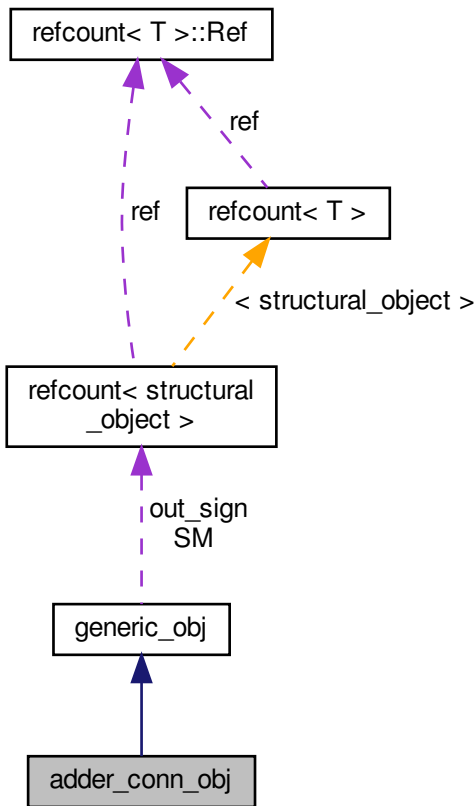 refcount< T >::Ref
ref
refcount< T >
ref
< structural_object >
refcount< structural
_object >
out_sign
SM
generic_obj
adder_conn_obj